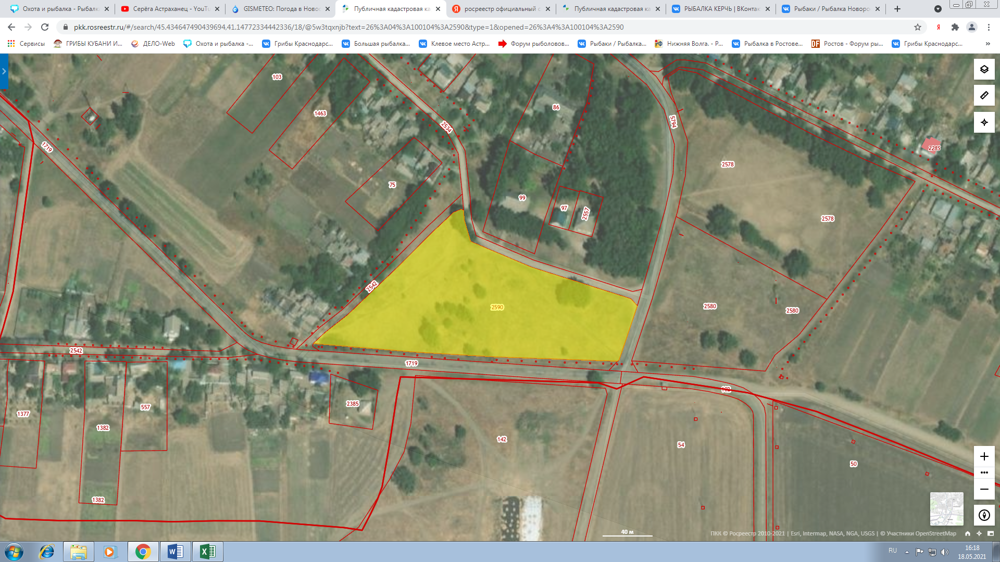 Охота и рыбалка - Рыбалк
Серёга Астраханец - YouTu
GISMETEO: Погода в Новос
Публичная кадастровая ка
росреестр официальный с
Публичная кадастровая ка
РЫБАЛКА КЕРЧЬ | ВКонтак
Рыбаки / Рыбалка Новоро
pkk.rosreestr.ru/#/search/45.434647490439694,41.14772334442336/18/@5w3tqxnjb?text=26%3A04%3A100104%3A2590&type=1&opened=26%3A4%3A100104%3A2590
Сервисы
ГРИБЫ КУБАНИ И...
ДЕЛО-Web
Охота и рыбалка -...
Грибы Краснодарс...
Большая рыбалка...
Клевое место Астр...
Форум рыболовов...
Рыбаки / Рыбалка...
Нижняя Волга. - Р...
Рыбалка в Ростове...
Ростов - Форум ры...
Грибы Краснодарс...
103
1463
2534
86
5794
1719
2285
2578
75
99
97
2557
2578
2542
2590
2580
2580
2542
1719
182
2385
557
1377
1382
142
54
50
1382
40 м
ПКК © Росреестр 2010-2021 | Esri, Intermap, NASA, NGA, USGS | © Участники OpenStreetMap
RU
16:18
18.05.2021